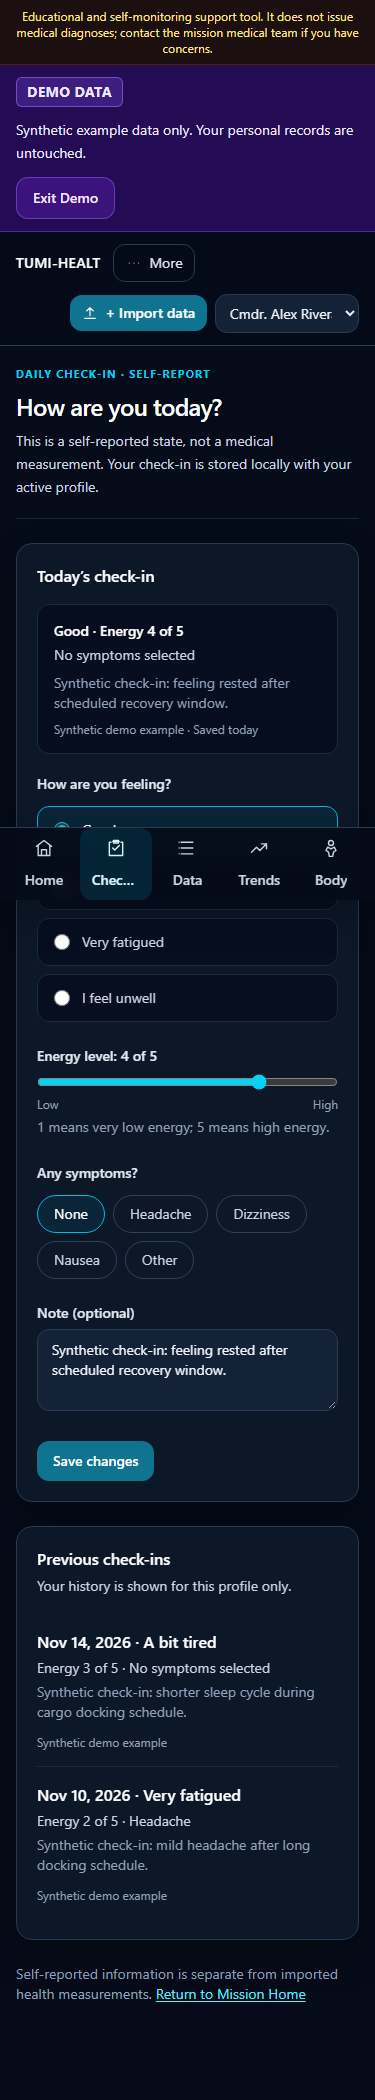 Educational and self-monitoring support tool. It does not issue
medical diagnoses; contact the mission medical team if you have
concerns.
DEMO DATA
Synthetic example data only. Your personal records are
untouched.
Exit Demo
TUMI-HEALT
··· More
+ Import data
Cmdr. Alex River
DAILY CHECK-IN · SELF-REPORT
How are you today?
This is a self-reported state, not a medical
measurement. Your check-in is stored locally with your
active profile.
Today's check-in
Good · Energy 4 of 5
No symptoms selected
Synthetic check-in: feeling rested after
scheduled recovery window.
Synthetic demo example · Saved today
How are you feeling?
Home
Chec...
Data
Trends
Body
Very fatigued
I feel unwell
Energy level: 4 of 5
Low
High
1 means very low energy; 5 means high energy.
Any symptoms?
None
Headache
Dizziness
Nausea
Other
Note (optional)
Synthetic check-in: feeling rested after
scheduled recovery window.
Save changes
Previous check-ins
Your history is shown for this profile only.
Nov 14, 2026 · A bit tired
Energy 3 of 5 · No symptoms selected
Synthetic check-in: shorter sleep cycle during
cargo docking schedule.
Synthetic demo example
Nov 10, 2026 · Very fatigued
Energy 2 of 5 · Headache
Synthetic check-in: mild headache after long
docking schedule.
Synthetic demo example
Self-reported information is separate from imported
health measurements. Return to Mission Home